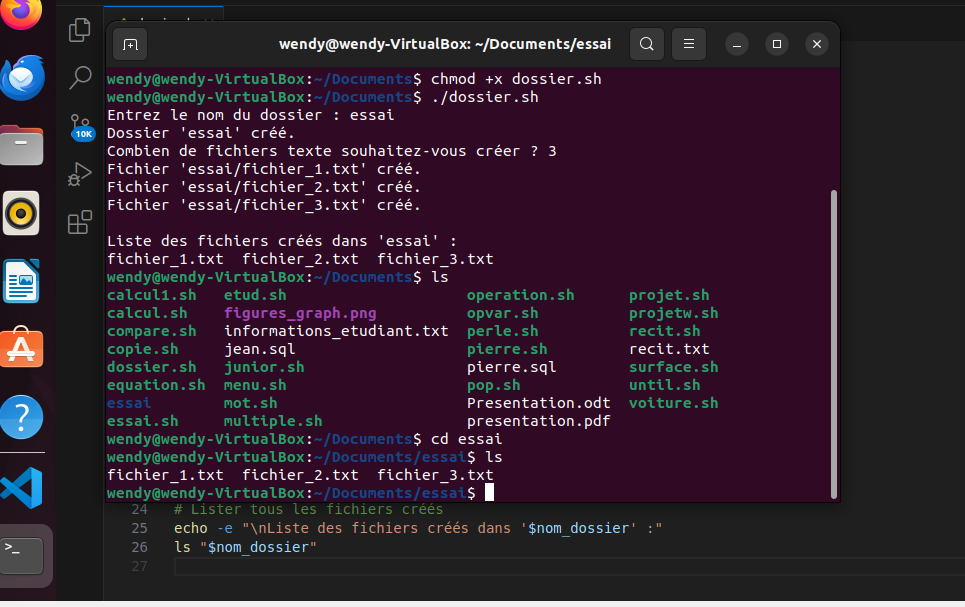 wendy@wendy-VirtualBox: ~/Documents/essai
wendy@wendy-VirtualBox:~/Documents$ chmod +x dossier.sh
wendy@wendy-VirtualBox:~/Documents$ ./dossier.sh
Entrez le nom du dossier : essai
Dossier 'essai' créé.
Combien de fichiers texte souhaitez-vous créer ? 3
Fichier 'essai/fichier_1.txt' créé.
Fichier 'essai/fichier_2.txt' créé.
Fichier 'essai/fichier_3.txt' créé.
Liste des fichiers créés dans 'essai' :
fichier_1.txt  fichier_2.txt  fichier_3.txt
wendy@wendy-VirtualBox:~/Documents$ ls
calcul1.sh  etud.sh  operation.sh  projet.sh
calcul.sh  figures_graph.png  opvar.sh  projetw.sh
compare.sh  informations_etudiant.txt  perle.sh  recit.sh
copie.sh  jean.sql  pierre.sh  recit.txt
dossier.sh  junior.sh  pierre.sql  surface.sh
equation.sh  menu.sh  pop.sh  until.sh
essai  mot.sh  Presentation.odt  voiture.sh
essai.sh  multiple.sh  presentation.pdf
wendy@wendy-VirtualBox:~/Documents$ cd essai
wendy@wendy-VirtualBox:~/Documents/essai$ ls
fichier_1.txt  fichier_2.txt  fichier_3.txt
wendy@wendy-VirtualBox:~/Documents/essai$
10K
24 # Lister tous les fichiers créés
25 echo -e "\nListe des fichiers créés dans '$nom_dossier' :"
26 ls "$nom_dossier"
27